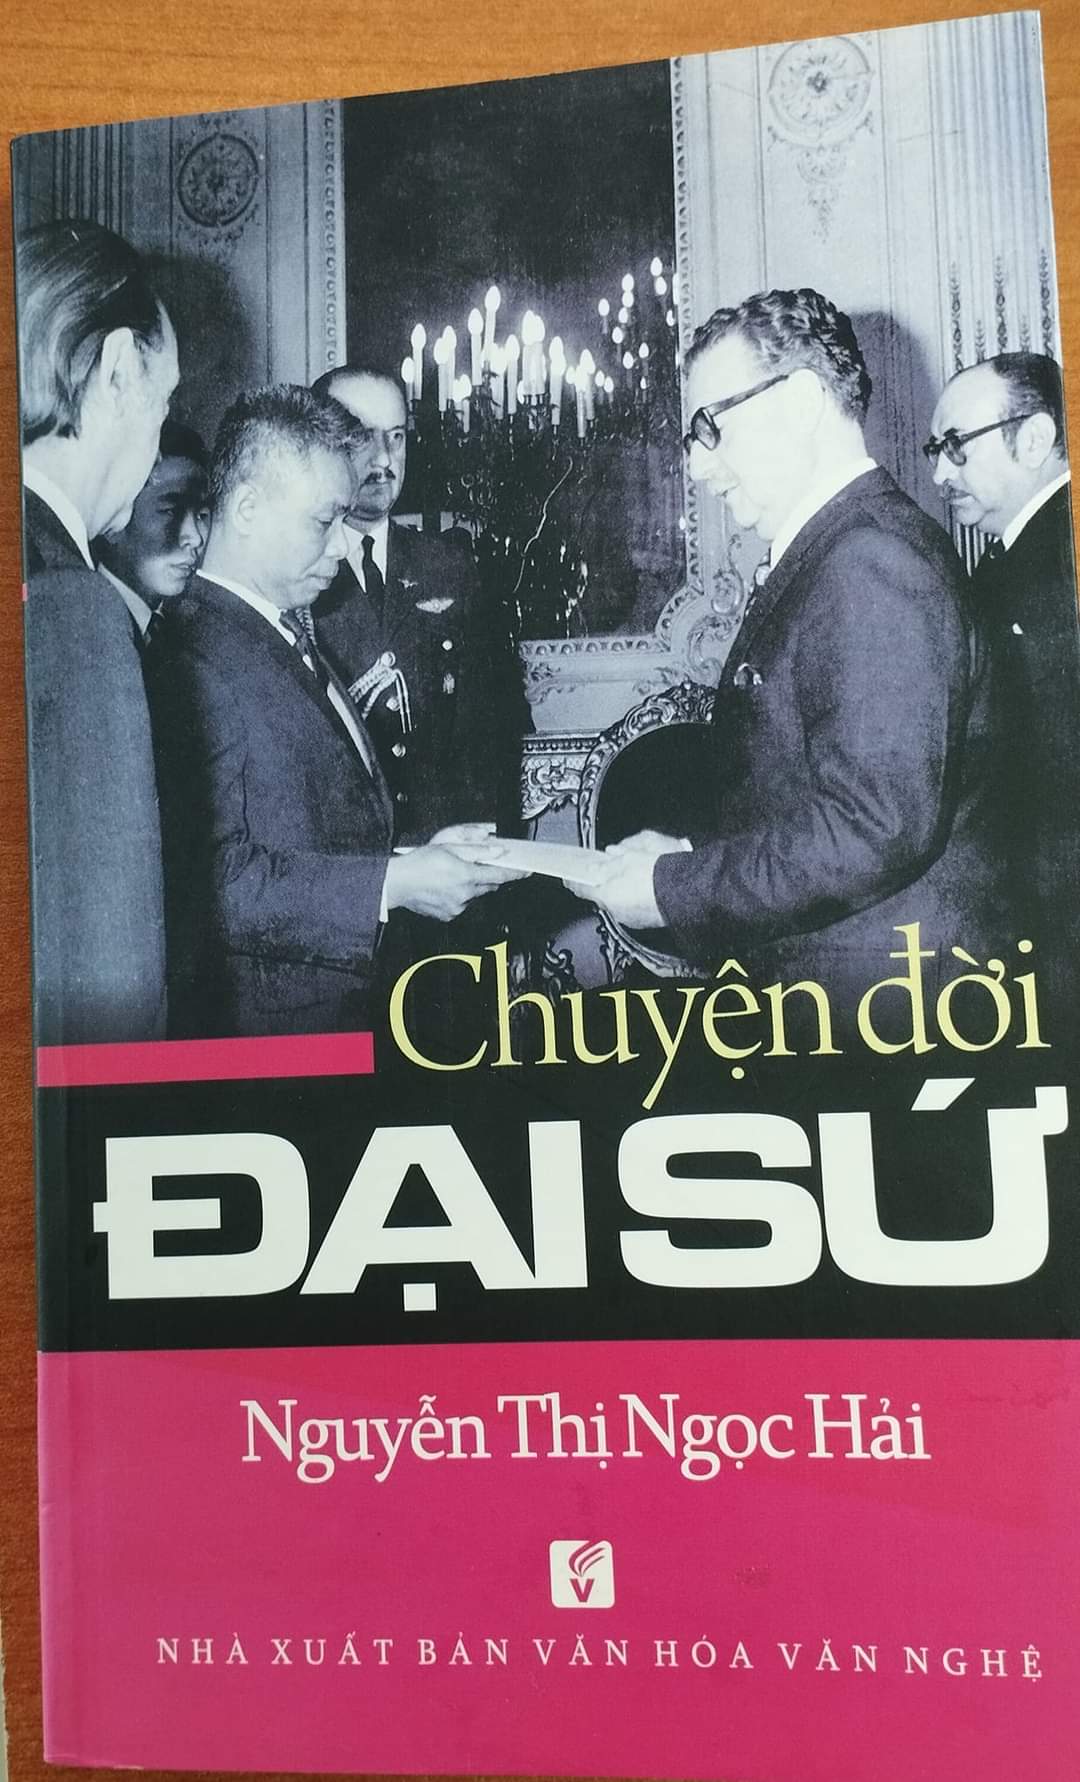 Chuyện đời
ĐẠI SỨ
Nguyễn Thị Ngọc Hải
V
NHÀ XUẤT BẢN VĂN HÓA VĂN NGHỆ